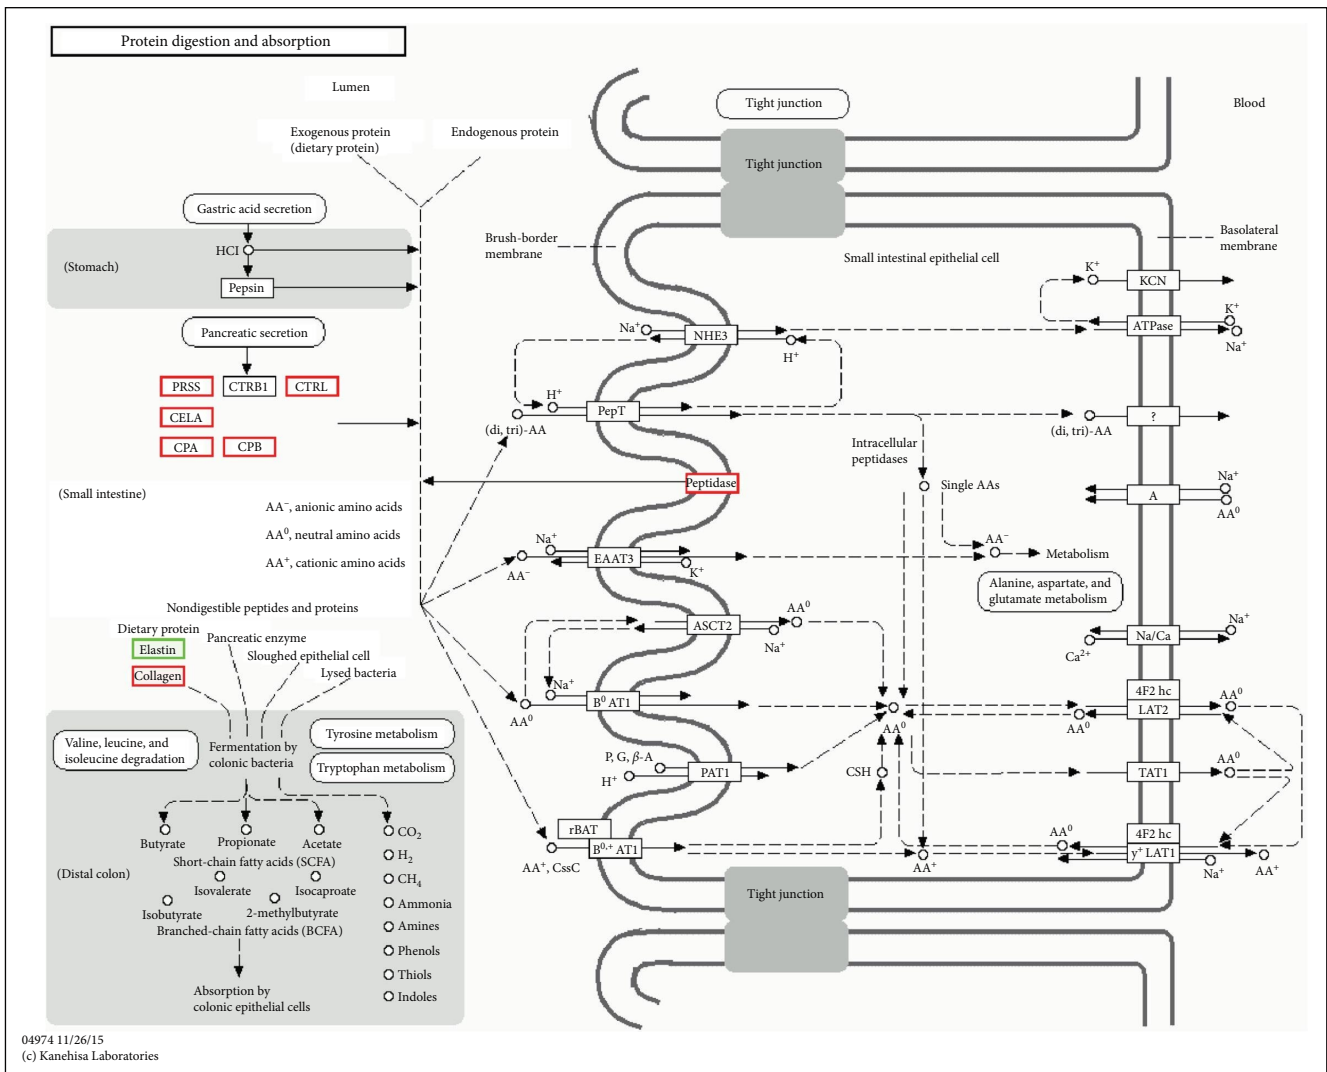 Protein digestion and absorption
Lumen
Tight junction
Blood
Exogenous protein
(dietary protein)
Endogenous protein
Tight junction
Gastric acid secretion
Brush-border
membrane
Small intestinal epithelial cell
Basolateral
membrane
(Stomach)
HCl
Pepsin
K⁺
KCN
Pancreatic secretion
Na⁺
NHE3
H⁺
ATPase
K⁺
Na⁺
PRSS
CTRB1
CTRL
CELA
CPA
CPB
H⁺
PepT
(di, tri)-AA
(di, tri)-AA
?
Intracellular
peptidases
Peptidase
Single AAs
Na⁺
A
AA⁰
(Small intestine)
AA⁻, anionic amino acids
AA⁰, neutral amino acids
AA⁺, cationic amino acids
Na⁺
EAAT3
AA⁻
K⁺
AA⁻
Metabolism
Alanine, aspartate, and
glutamate metabolism
Nondigestible peptides and proteins
Dietary protein
Pancreatic enzyme
Elastin
Sloughed epithelial cell
Collagen
Lysed bacteria
ASCT2
AA⁰
Na⁺
Na⁺
Na/Ca
Ca²⁺
Na⁺
B⁰ AT1
AA⁰
AA⁰
4F2 hc
LAT2
AA⁰
AA⁰
Valine, leucine, and
isoleucine degradation
Fermentation by
colonic bacteria
Tyrosine metabolism
Tryptophan metabolism
P, G, β-A
H⁺
PAT1
CSH
TAT1
AA⁰
Butyrate
Propionate
Acetate
CO₂
Short-chain fatty acids (SCFA)
H₂
(Distal colon)
Isovalerate
Isocaproate
CH₄
Isobutyrate
2-methylbutyrate
Ammonia
Branched-chain fatty acids (BCFA)
Amines
Phenols
Thiols
Indoles
Absorption by
colonic epithelial cells
rBAT
B⁰,⁺ AT1
AA⁺, CssC
AA⁺
AA⁰
4F2 hc
y⁺ LAT1
Na⁺
AA⁺
Tight junction
04974 11/26/15
(c) Kanehisa Laboratories